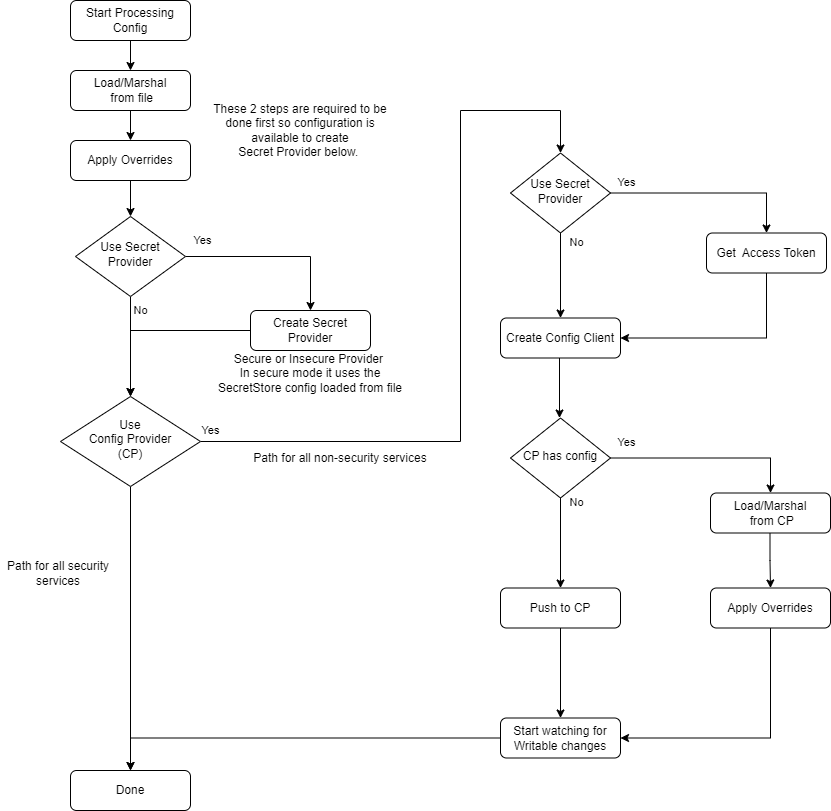 Start Processing
Config
Load/Marshal
from file
These 2 steps are required to be
done first so configuration is
available to create
Secret Provider below.
Apply Overrides
Use Secret
Provider
Yes
No
Create Secret
Provider
Secure or Insecure Provider
In secure mode it uses the
SecretStore config loaded from file
Use
Config Provider
(CP)
Yes
Path for all non-security services
Path for all security
services
Use Secret
Provider
Yes
No
Get  Access Token
Create Config Client
CP has config
Yes
No
Load/Marshal
from CP
Push to CP
Apply Overrides
Start watching for
Writable changes
Done